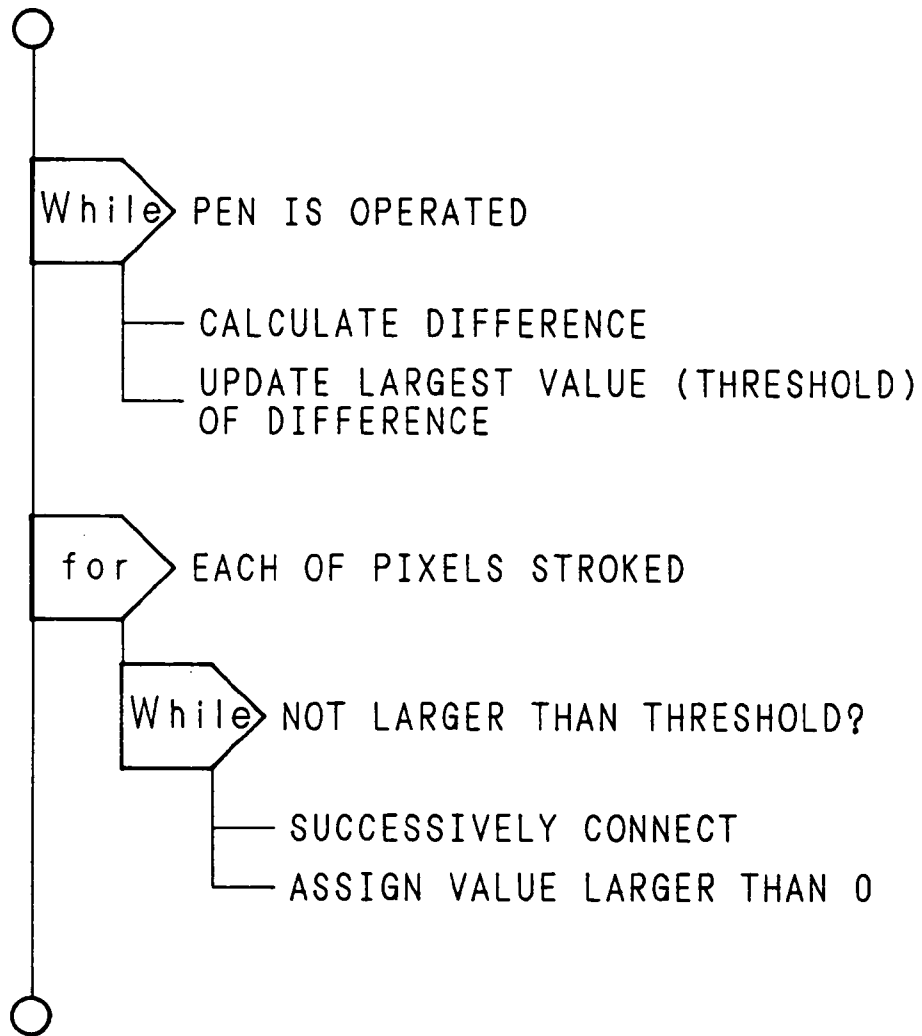 While PEN IS OPERATED
CALCULATE DIFFERENCE
UPDATE LARGEST VALUE (THRESHOLD)
OF DIFFERENCE
for EACH OF PIXELS STROKED
While NOT LARGER THAN THRESHOLD?
SUCCESSIVELY CONNECT
ASSIGN VALUE LARGER THAN 0